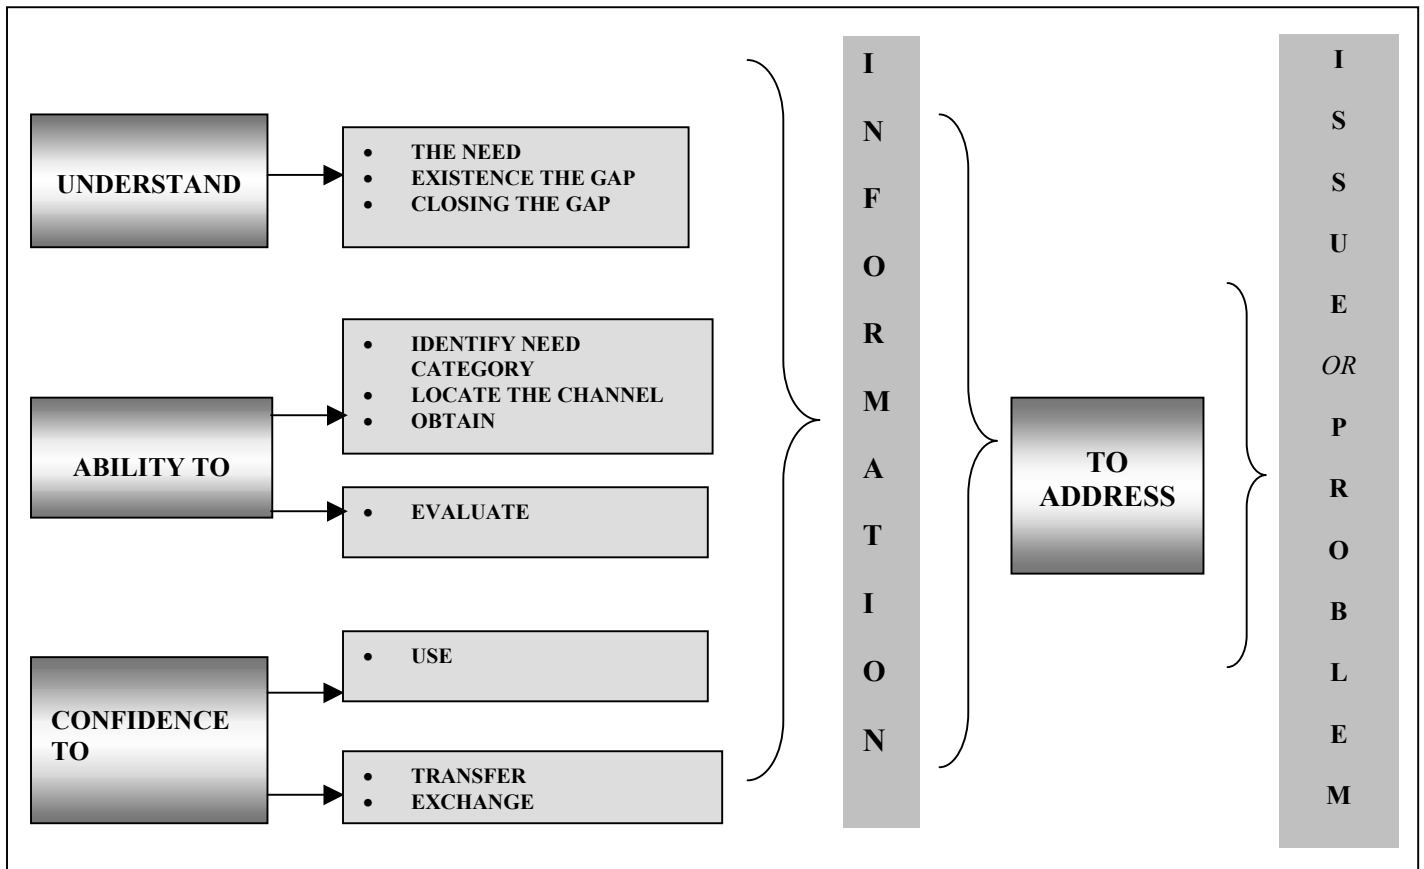 UNDERSTAND
• THE NEED
• EXISTENCE THE GAP
• CLOSING THE GAP
ABILITY TO
• IDENTIFY NEED
CATEGORY
• LOCATE THE CHANNEL
• OBTAIN
• EVALUATE
CONFIDENCE
TO
• USE
• TRANSFER
• EXCHANGE
I
N
F
O
R
M
A
T
I
O
N
TO
ADDRESS
I
S
S
U
E
OR
P
R
O
B
L
E
M